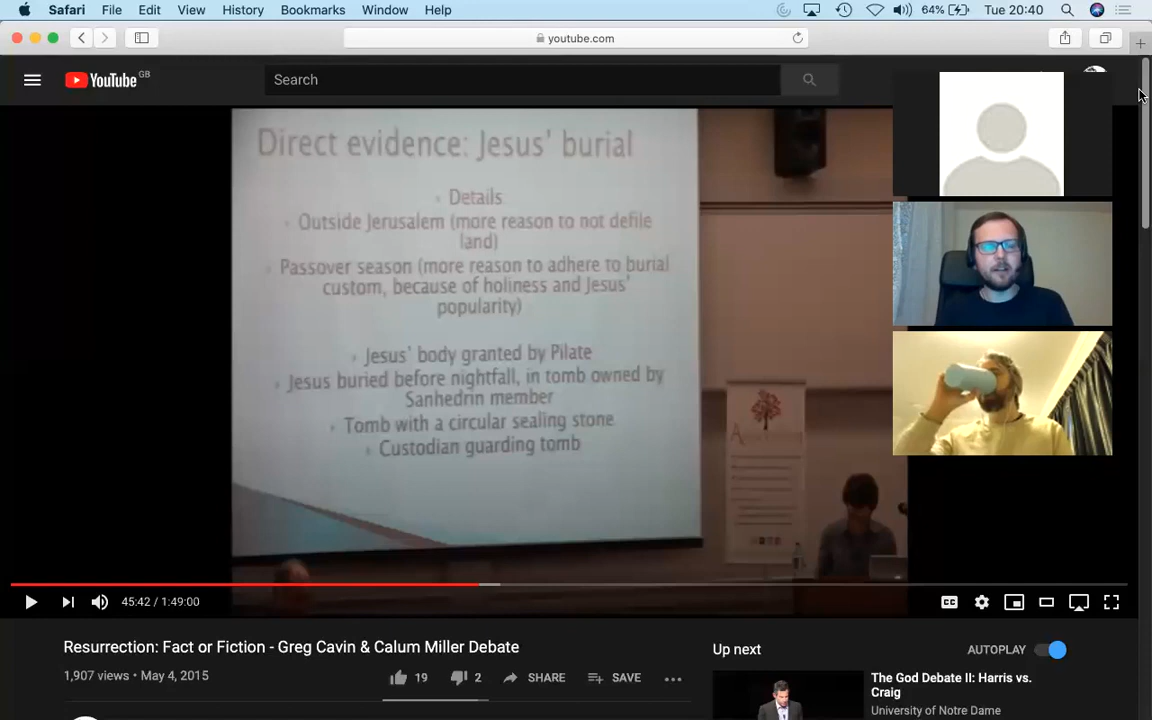 Safari File Edit View History Bookmarks Window Help 64% Tue 20:40
youtube.com
YouTube GB
Search
Direct evidence: Jesus' burial
Details
Outside Jerusalem (more reason to not defile
land)
Passover season (more reason to adhere to burial
custom, because of holiness and Jesus'
popularity)
Jesus' body granted by Pilate
Jesus buried before nightfall, in tomb owned by
Sanhedrin member
Tomb with a circular sealing stone
Custodian guarding tomb
45:42 / 1:49:00
CC
Resurrection: Fact or Fiction - Greg Cavin & Calum Miller Debate
1,907 views • May 4, 2015
19 2 SHARE SAVE
Up next
AUTOPLAY
The God Debate II: Harris vs.
Craig
University of Notre Dame